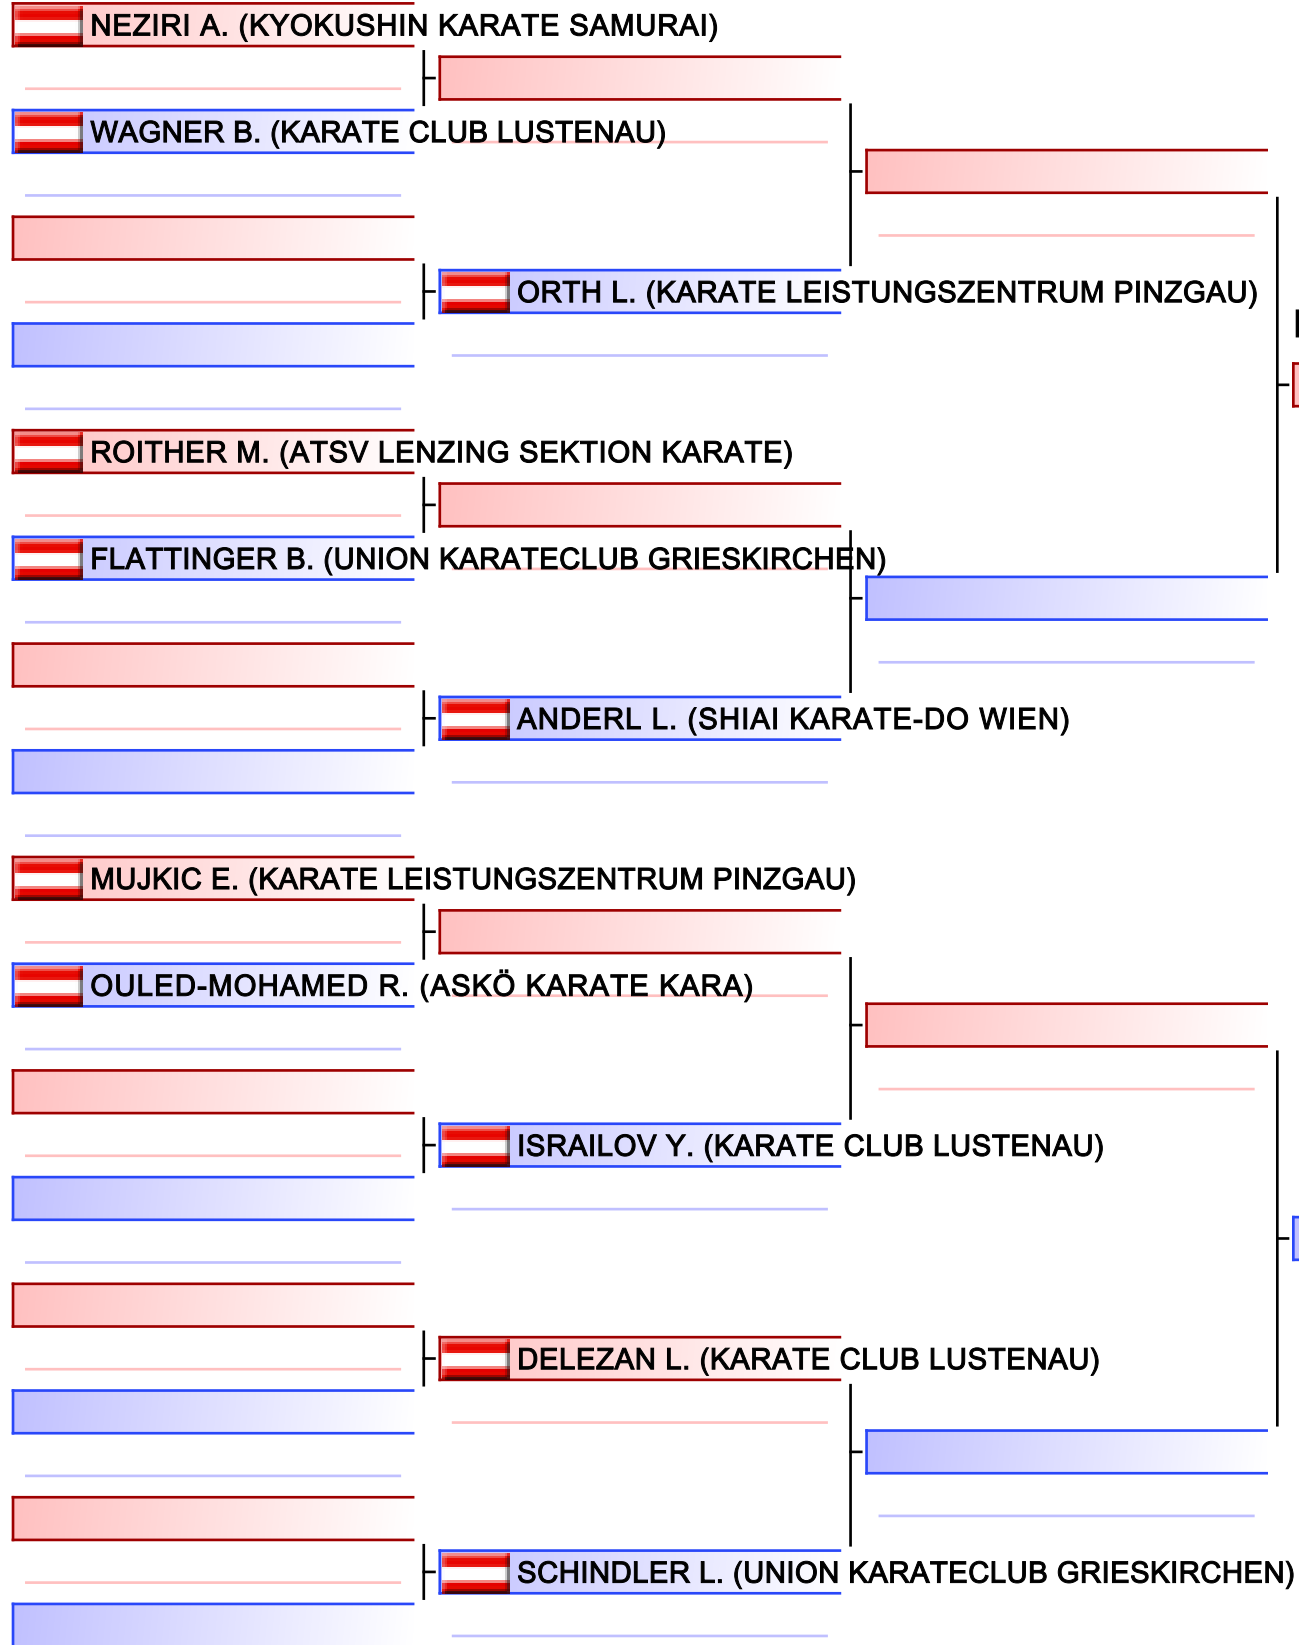 NEZIRI A. (KYOKUSHIN KARATE SAMURAI)
WAGNER B. (KARATE CLUB LUSTENAU)
ORTH L. (KARATE LEISTUNGSZENTRUM PINZGAU)
ROITHER M. (ATSV LENZING SEKTION KARATE)
FLATTINGER B. (UNION KARATECLUB GRIESKIRCHEN)
ANDERL L. (SHIAI KARATE-DO WIEN)
MUJKIC E. (KARATE LEISTUNGSZENTRUM PINZGAU)
OULED-MOHAMED R. (ASKÖ KARATE KARA)
ISRAILOV Y. (KARATE CLUB LUSTENAU)
DELEZAN L. (KARATE CLUB LUSTENAU)
SCHINDLER L. (UNION KARATECLUB GRIESKIRCHEN)